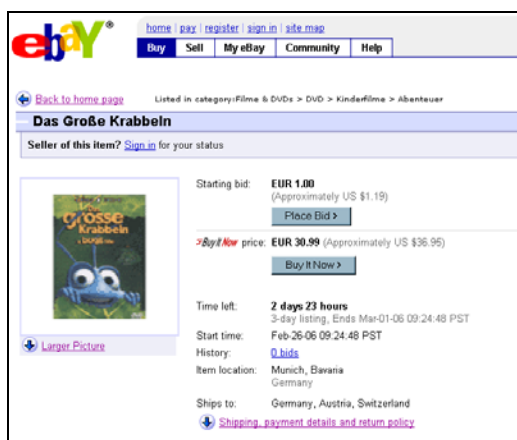 ebaY®
home | pay | register | sign in | site map
Buy Sell My eBay Community Help
Back to home page Listed in category:Filme & DVDs > DVD > Kinderfilme > Abenteuer
Das Große Krabbeln
Seller of this item? Sign in for your status
Starting bid: EUR 1.00
(Approximately US $1.19)
Place Bid >
Buy It Now price: EUR 30.99 (Approximately US $36.95)
Buy It Now >
Das
grosse
Krabbeln
a bug's life
Time left: 2 days 23 hours
3-day listing, Ends Mar-01-06 09:24:48 PST
Start time: Feb-26-06 09:24:48 PST
History: 0 bids
Larger Picture
Item location: Munich, Bavaria
Germany
Ships to: Germany, Austria, Switzerland
Shipping, payment details and return policy